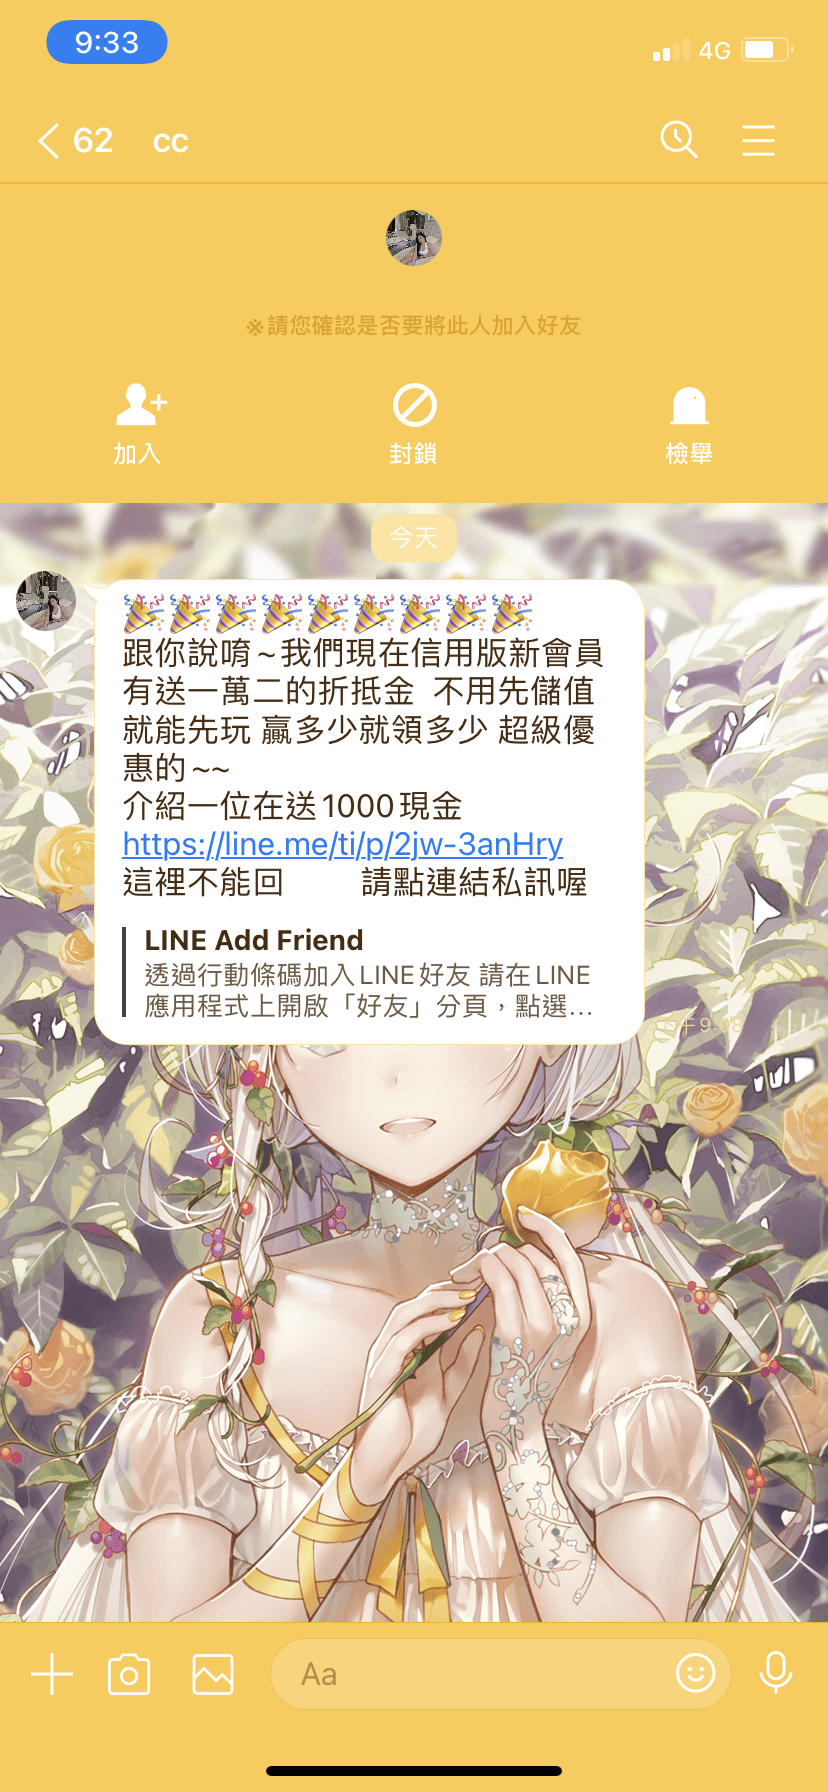 9:33
4G
62 cc
※請您確認是否要將此人加入好友
加入 封鎖 檢舉
今天
🎉🎉🎉🎉🎉🎉🎉🎉🎉
跟你說唷~我們現在信用版新會員
有送一萬二的折抵金 不用先儲值
就能先玩 贏多少就領多少 超級優
惠的~~
介紹一位在送1000現金
https://line.me/ti/p/2jw-3anHry
這裡不能回 請點連結私訊喔
LINE Add Friend
透過行動條碼加入LINE好友 請在LINE
應用程式上開啟「好友」分頁，點選...
Aa